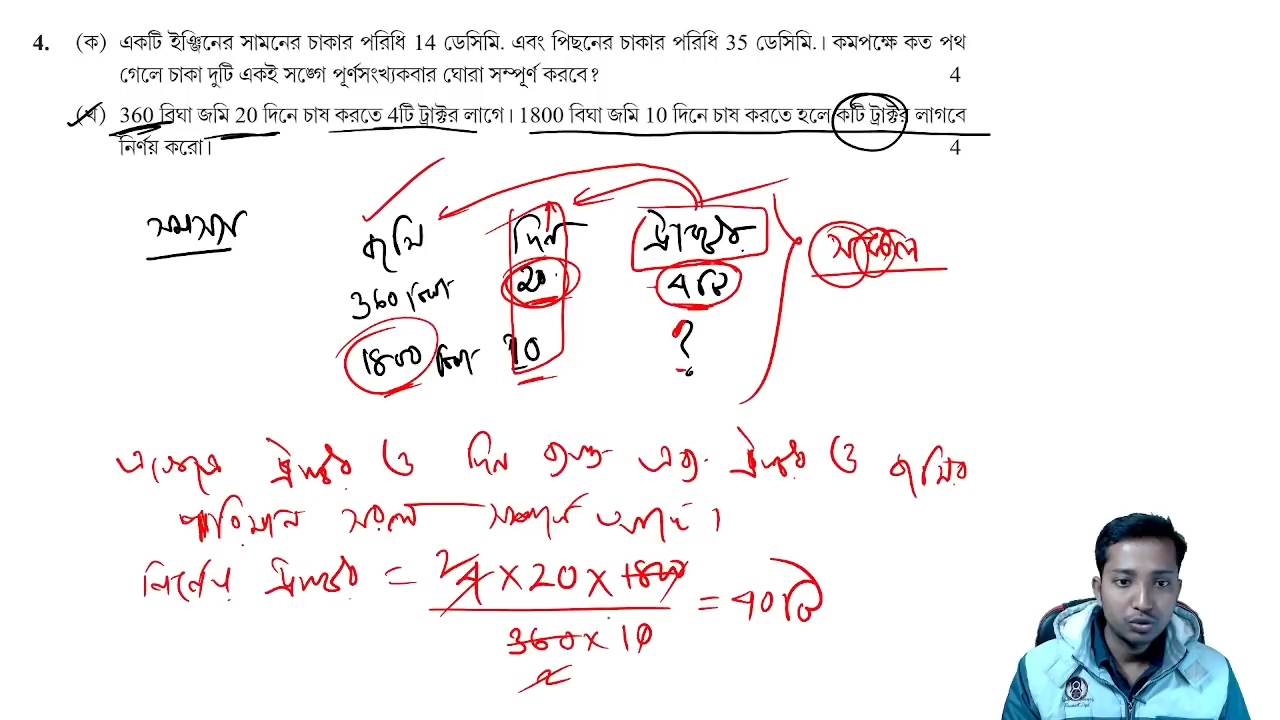 4. (ক) একটি ইঞ্জিনের সামনের চাকার পরিধি 14 ডেসিমি. এবং পিছনের চাকার পরিধি 35 ডেসিমি.। কমপক্ষে কত পথ
গেলে চাকা দুটি একই সঙ্গে পূর্ণসংখ্যকবার ঘোরা সম্পূর্ণ করবে? 4
(খ) 360 বিঘা জমি 20 দিনে চাষ করতে 4টি ট্রাক্টর লাগে। 1800 বিঘা জমি 10 দিনে চাষ করতে হলে কটি ট্রাক্টর লাগবে
নির্ণয় করো। 4
জমি দিন ট্রাক্টর
360 বিঘা 20 4টি
1800 বিঘা 10 ?
ট্রাক্টর ও দিন ব্যস্ত এবং ট্রাক্টর ও জমির
পরিমান সরল সম্পর্কে আছে।
নির্ণেয় ট্রাক্টর = 4 × 20 × 1800 / 360 × 10 = 40টি